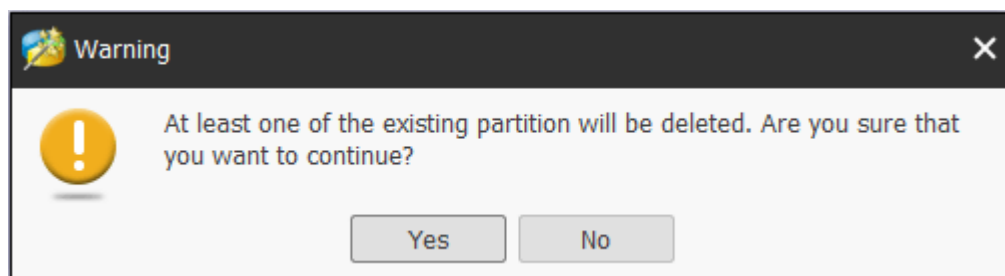 Warning
At least one of the existing partition will be deleted. Are you sure that
you want to continue?
Yes
No